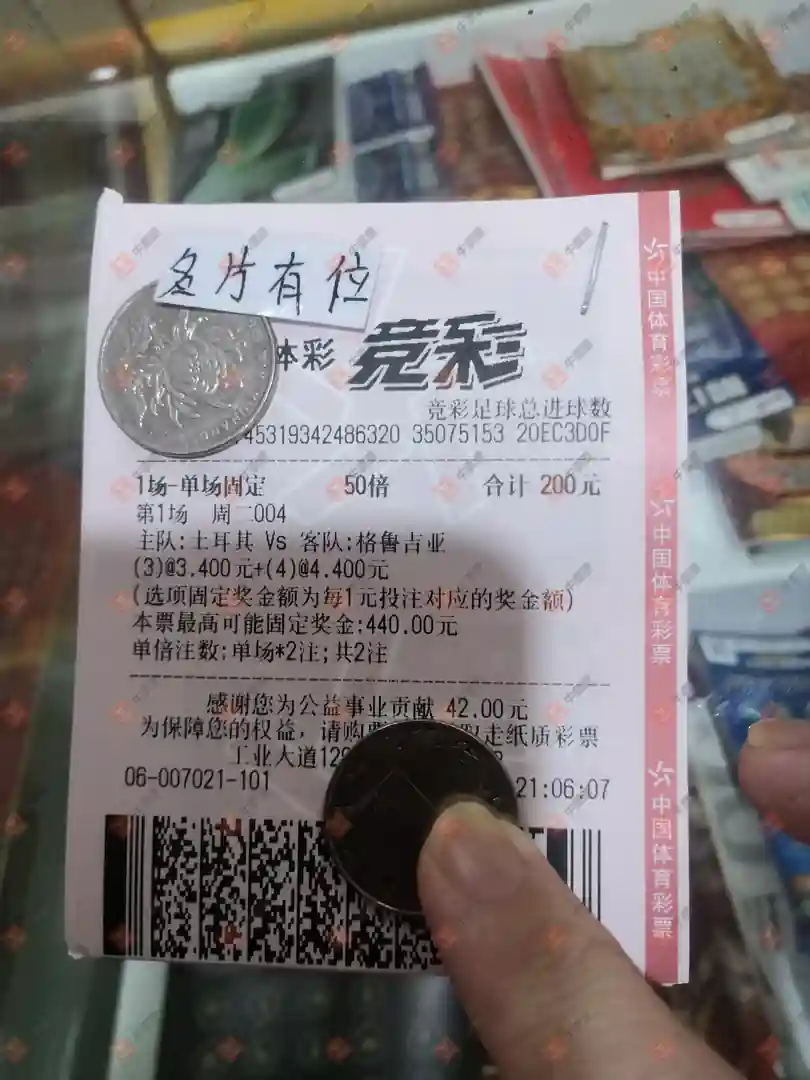 名片有位
体彩 竞彩
竞彩足球总进球数
45319342486320 35075153 20EC3D0F
1场-单场固定 50倍 合计 200元
第1场 周二004
主队:土耳其 Vs 客队:格鲁吉亚
(3)@3.400元+(4)@4.400元
(选项固定奖金额为每1元投注对应的奖金额)
本票最高可能固定奖金:440.00元
单倍注数:单场*2注;共2注
感谢您为公益事业贡献 42.00元
为保障您的权益,请购 走纸质彩票
工业大道12
06-007021-101 21:06:07
中国体育彩票
中国体育彩票
中国体育彩票